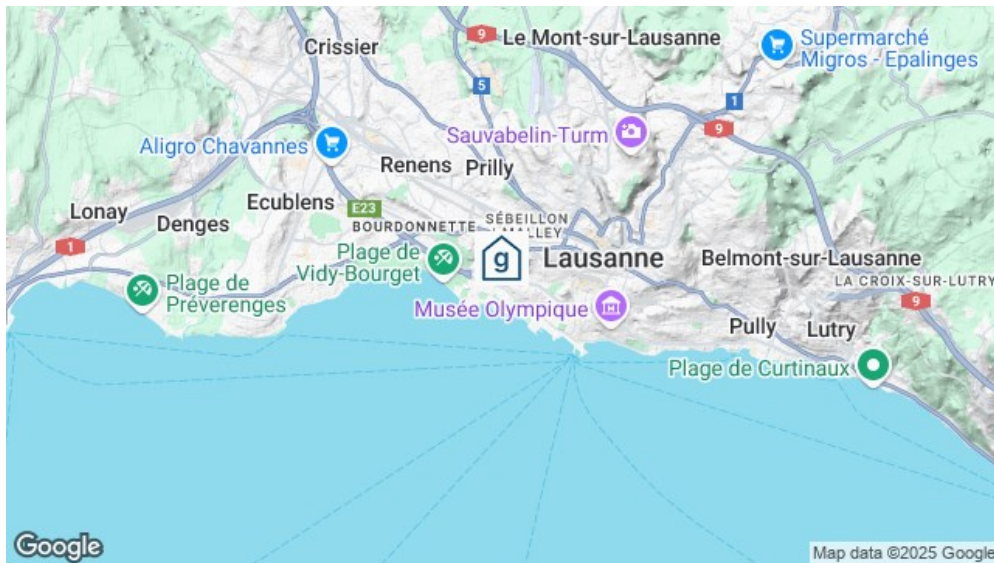 Crissier
9
Le Mont-sur-Lausanne
Supermarché
Migros - Epalinges
5
1
9
Aligro Chavannes
Sauvabelin-Turm
Renens
Prilly
Ecublens
Lonay
E23
Denges
BOURDONNETTE
SÉBEILLON
MALLEY
1
Plage de
Vidy-Bourget
g
Lausanne
Belmont-sur-Lausanne
LA CROIX-SUR-LUTRY
Plage de
Préverenges
Musée Olympique
9
Pully
Lutry
Plage de Curtinaux
Google
Map data ©2025 Google